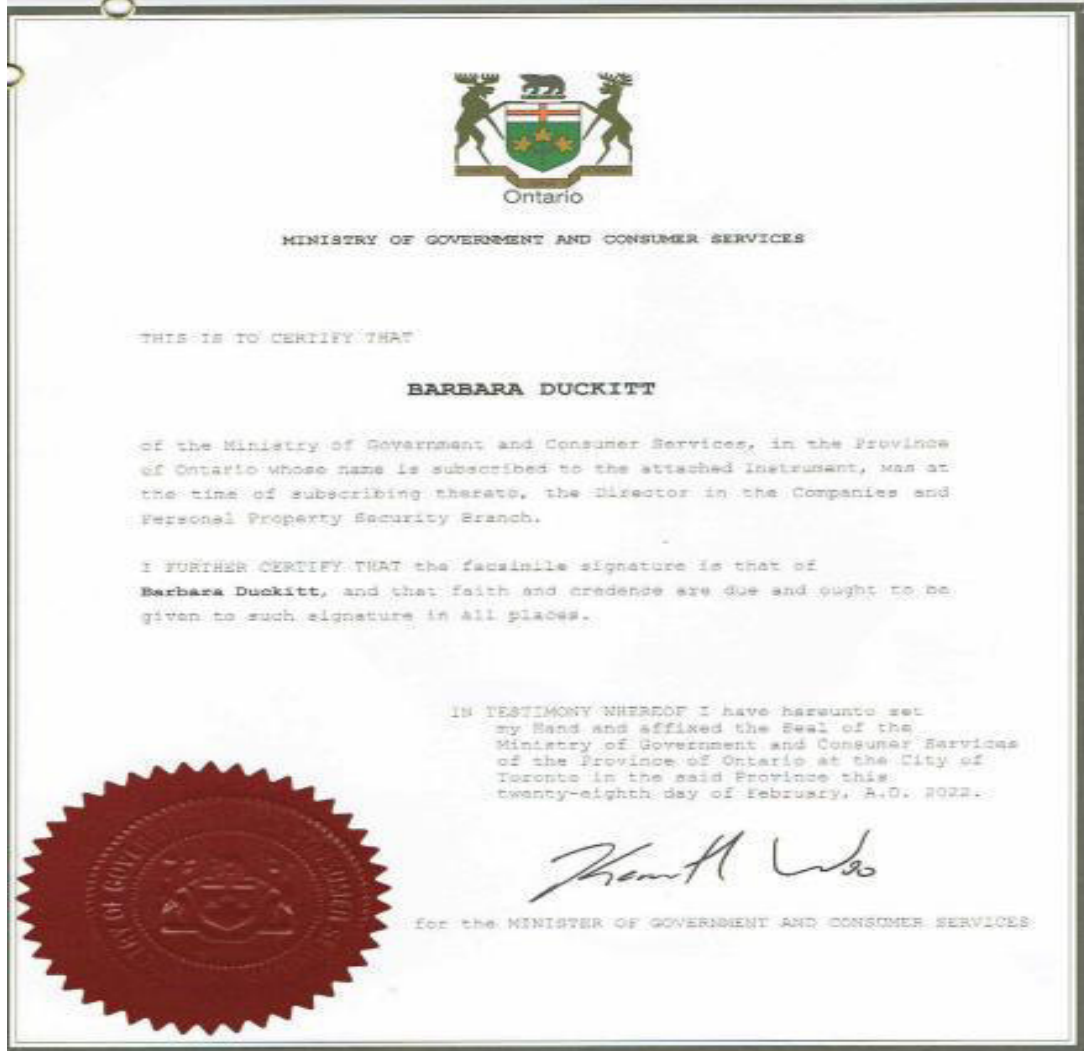 Ontario
MINISTRY OF GOVERNMENT AND CONSUMER SERVICES
THIS IS TO CERTIFY THAT
BARBARA DUCKITT
of the Ministry of Government and Consumer Services, in the Province
of Ontario whose name is subscribed to the attached Instrument, was at
the time of subscribing thereto, the Director in the Companies and
Personal Property Security Branch.
I FURTHER CERTIFY THAT the facsimile signature is that of
Barbara Duckitt, and that faith and credence are due and ought to be
given to such signature in all places.
IN TESTIMONY WHEREOF I have hereunto set
my Hand and affixed the Seal of the
Ministry of Government and Consumer Services
of the Province of Ontario at the City of
Toronto in the said Province this
twenty-eighth day of February, A.D. 2022.
for the MINISTER OF GOVERNMENT AND CONSUMER SERVICES